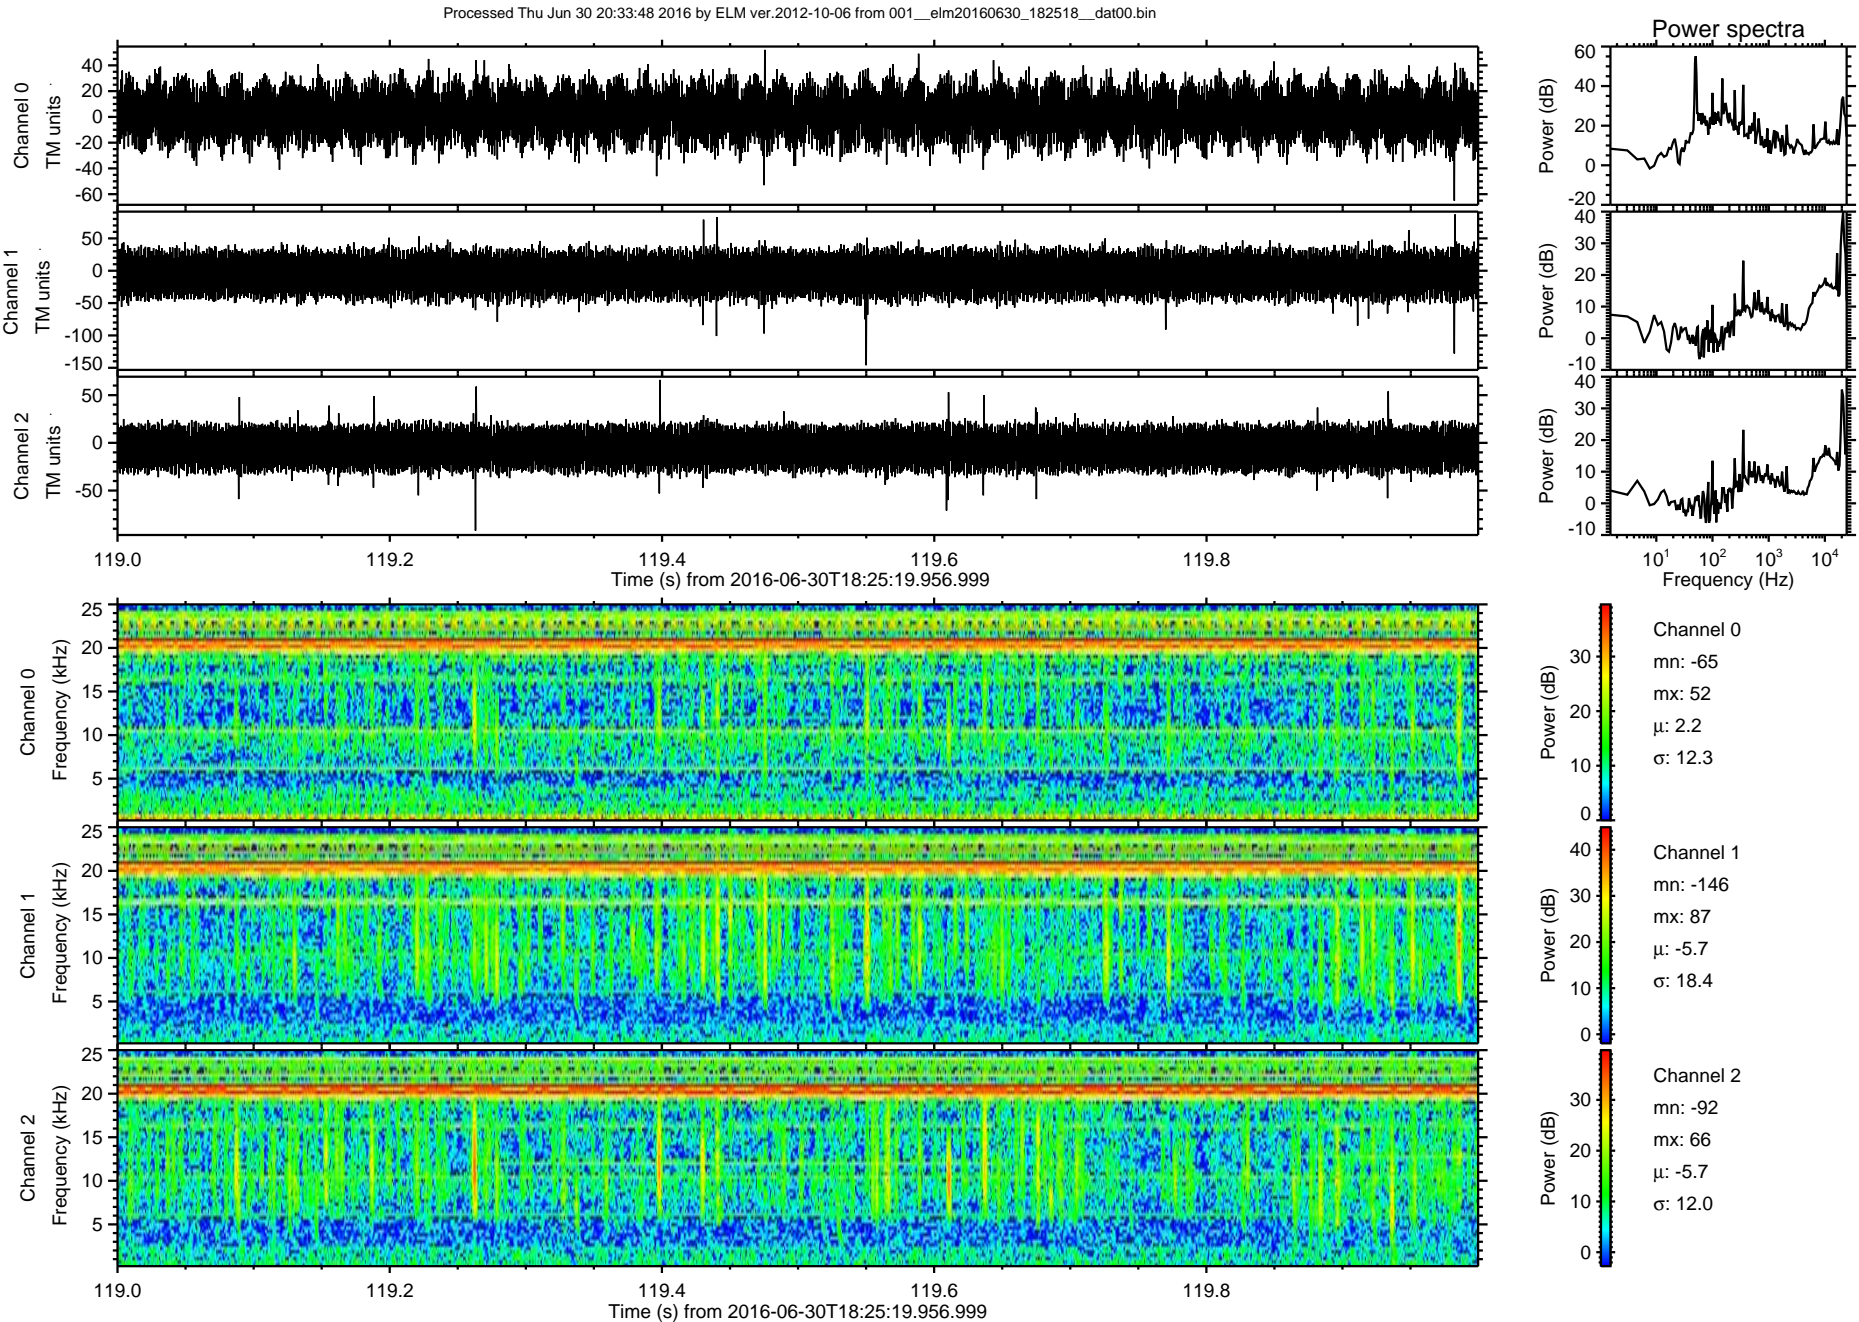 Processed Thu Jun 30 20:33:48 2016 by ELM ver.2012-10-06 from 001__elm20160630_182518__dat00.bin
Power spectra
Channel 0
TM units
40
20
0
-20
-40
-60
Power (dB)
60
40
20
0
-20
Channel 1
TM units
50
0
-50
-100
-150
Power (dB)
40
30
20
10
0
-10
Channel 2
TM units
50
0
-50
Power (dB)
40
30
20
10
0
-10
119.0 119.2 119.4 119.6 119.8
Time (s) from 2016-06-30T18:25:19.956.999
10^1 10^2 10^3 10^4
Frequency (Hz)
Channel 0
Frequency (kHz)
25
20
15
10
5
Power (dB)
30
20
10
0
Channel 0
mn: -65
mx: 52
μ: 2.2
σ: 12.3
Channel 1
Frequency (kHz)
25
20
15
10
5
Power (dB)
40
30
20
10
0
Channel 1
mn: -146
mx: 87
μ: -5.7
σ: 18.4
Channel 2
Frequency (kHz)
25
20
15
10
5
Power (dB)
30
20
10
0
Channel 2
mn: -92
mx: 66
μ: -5.7
σ: 12.0
119.0 119.2 119.4 119.6 119.8
Time (s) from 2016-06-30T18:25:19.956.999